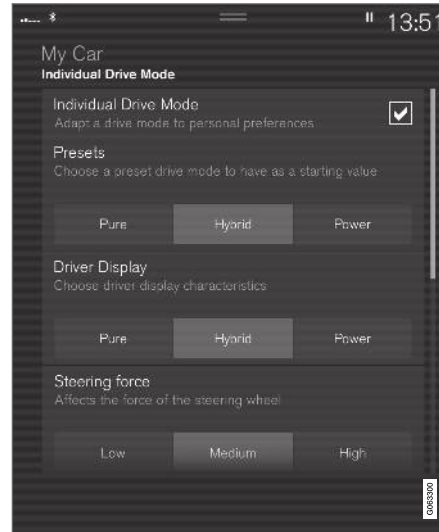 13:51
My Car
Individual Drive Mode
Individual Drive Mode
Adapt a drive mode to personal preferences
Presets
Choose a preset drive mode to have as a starting value
Pure Hybrid Power
Driver Display
Choose driver display characteristics
Pure Hybrid Power
Steering force
Affects the force of the steering wheel
Low Medium High
G063300